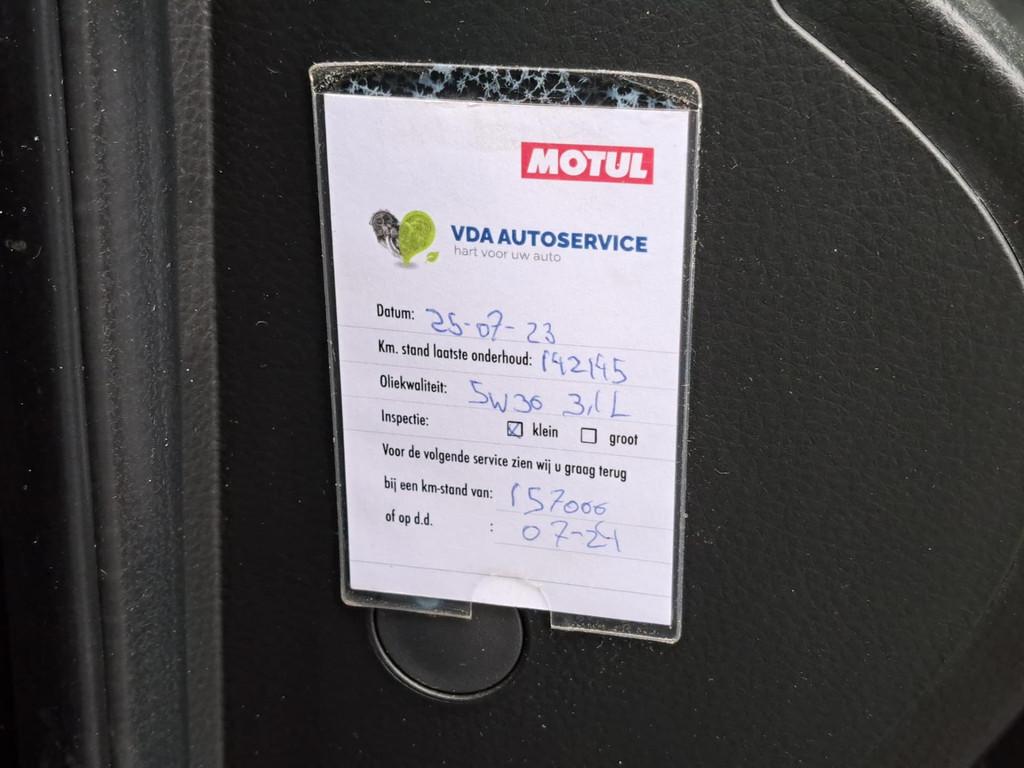 MOTUL
VDA AUTOSERVICE
hart voor uw auto
Datum: 25-07-23
Km. stand laatste onderhoud: 142145
Oliekwaliteit: 5W30 3,1 L
Inspectie: klein groot
Voor de volgende service zien wij u graag terug
bij een km-stand van: 157000
of op d.d. : 07-24